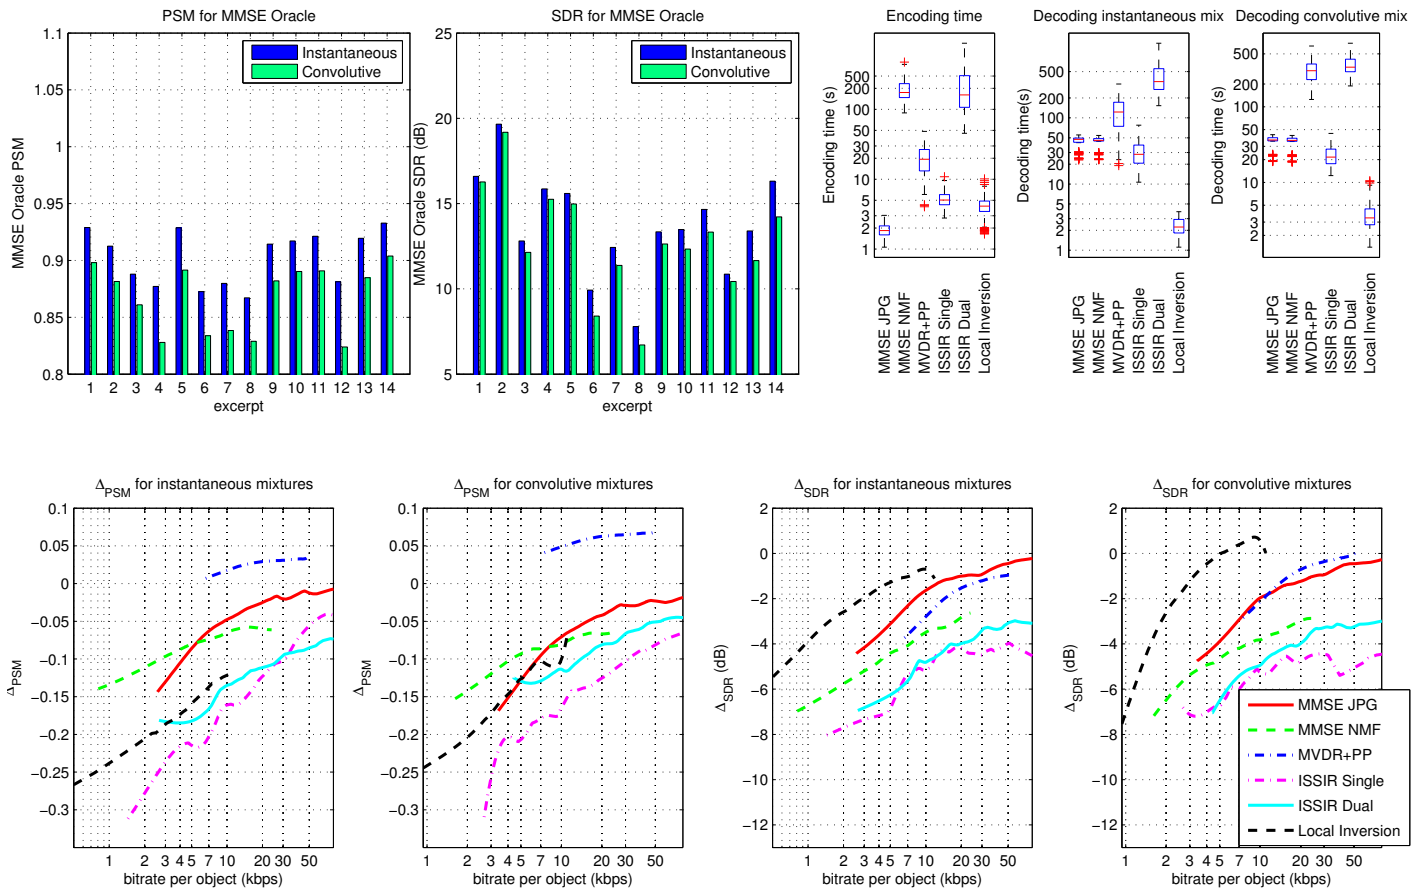 PSM for MMSE Oracle
1.1
1.05
1
0.95
0.9
0.85
0.8
MMSE Oracle PSM
Instantaneous
Convolutive
1 2 3 4 5 6 7 8 9 10 11 12 13 14
excerpt
SDR for MMSE Oracle
25
20
15
10
5
MMSE Oracle SDR (dB)
Instantaneous
Convolutive
1 2 3 4 5 6 7 8 9 10 11 12 13 14
excerpt
Encoding time
500
200
100
50
20
10
5
2
1
Encoding time (s)
MMSE JPG
MMSE NMF
MVDR+PP
ISSIR Single
ISSIR Dual
Local Inversion
Decoding instantaneous mix
500
200
100
50
30
20
10
5
3
2
1
Decoding time(s)
MMSE JPG
MMSE NMF
MVDR+PP
ISSIR Single
ISSIR Dual
Local Inversion
Decoding convolutive mix
500
200
100
50
30
20
10
5
3
2
Decoding time (s)
MMSE JPG
MMSE NMF
MVDR+PP
ISSIR Single
ISSIR Dual
Local Inversion
Δ_PSM for instantaneous mixtures
0.1
0.05
0
−0.05
−0.1
−0.15
−0.2
−0.25
−0.3
Δ_PSM
1 2 3 4 5 7 10 20 30 50
bitrate per object (kbps)
Δ_PSM for convolutive mixtures
0.1
0.05
0
−0.05
−0.1
−0.15
−0.2
−0.25
−0.3
Δ_PSM
1 2 3 4 5 7 10 20 30 50
bitrate per object (kbps)
Δ_SDR for instantaneous mixtures
2
0
−2
−4
−6
−8
−10
−12
Δ_SDR (dB)
1 2 3 4 5 7 10 20 30 50
bitrate per object (kbps)
Δ_SDR for convolutive mixtures
2
0
−2
−4
−6
−8
−10
−12
Δ_SDR (dB)
1 2 3 4 5 7 10 20 30 50
bitrate per object (kbps)
MMSE JPG
MMSE NMF
MVDR+PP
ISSIR Single
ISSIR Dual
Local Inversion